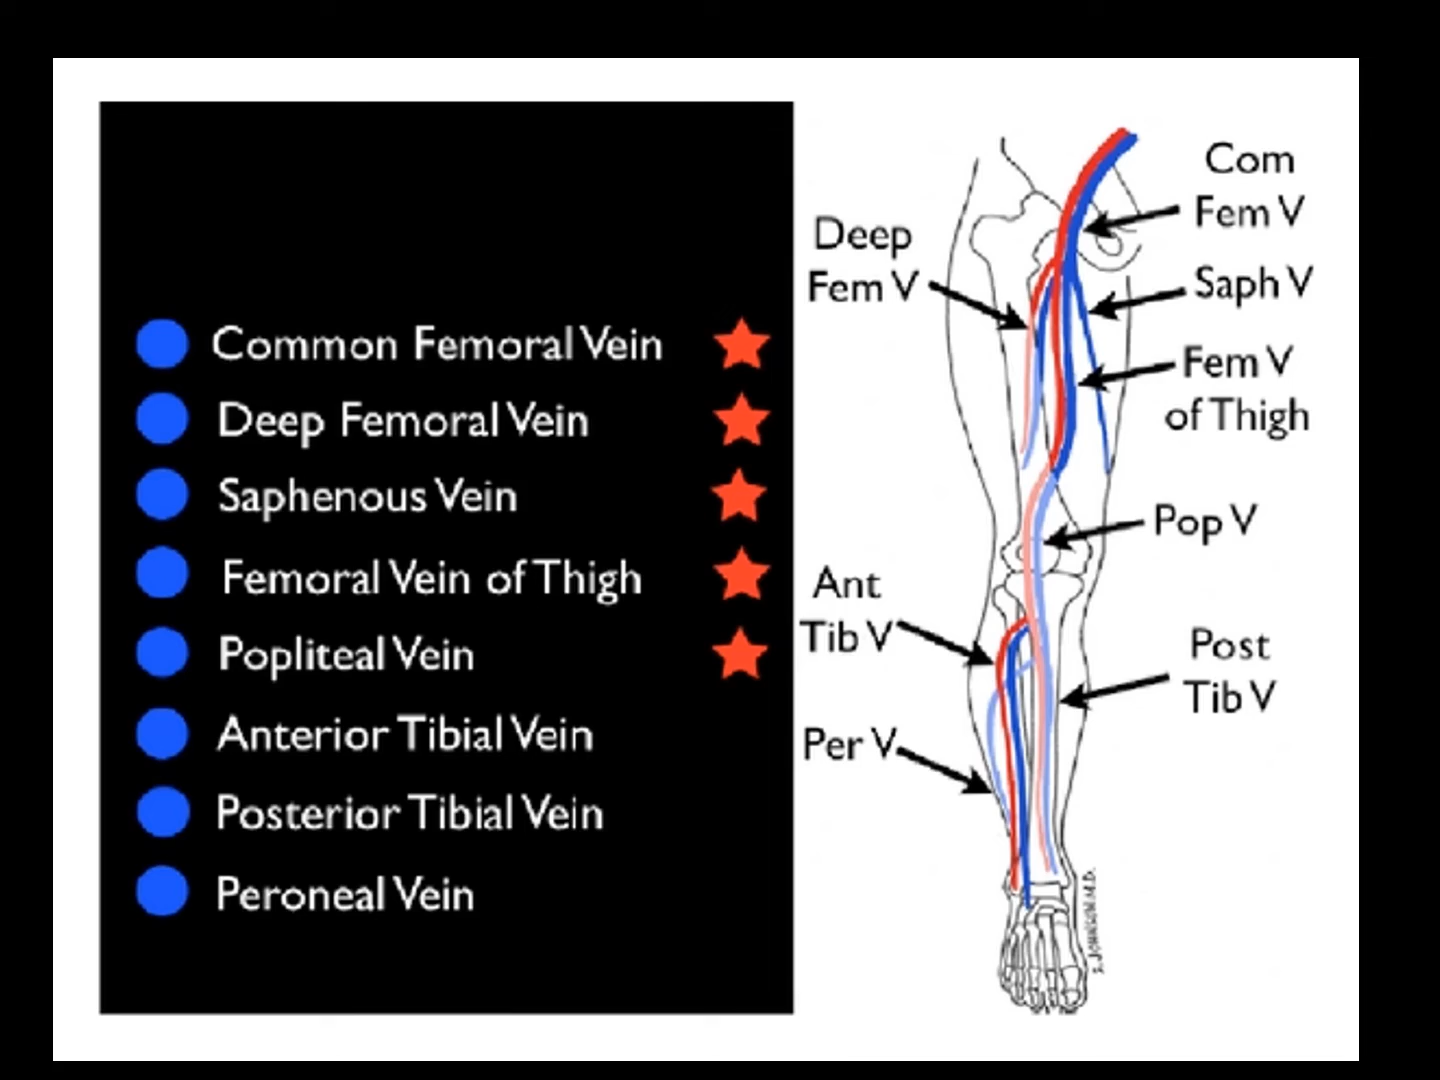 Common Femoral Vein
Deep Femoral Vein
Saphenous Vein
Femoral Vein of Thigh
Popliteal Vein
Anterior Tibial Vein
Posterior Tibial Vein
Peroneal Vein
Com
Fem V
Deep
Fem V
Saph V
Fem V
of Thigh
Pop V
Ant
Tib V
Post
Tib V
Per V